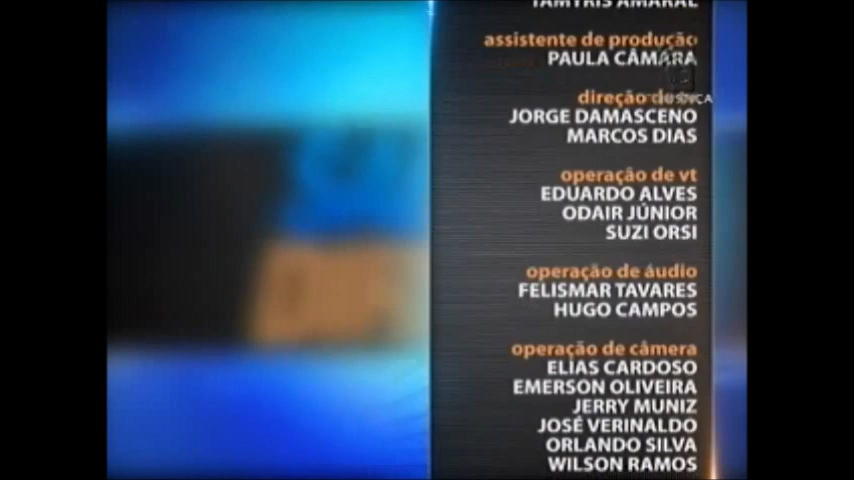 TAMYRIS AMARAL
assistente de produção
PAULA CÂMARA
direção de
JORGE DAMASCENO
MARCOS DIAS
operação de vt
EDUARDO ALVES
ODAIR JÚNIOR
SUZI ORSI
operação de áudio
FELISMAR TAVARES
HUGO CAMPOS
operação de câmera
ELIAS CARDOSO
EMERSON OLIVEIRA
JERRY MUNIZ
JOSÉ VERINALDO
ORLANDO SILVA
WILSON RAMOS